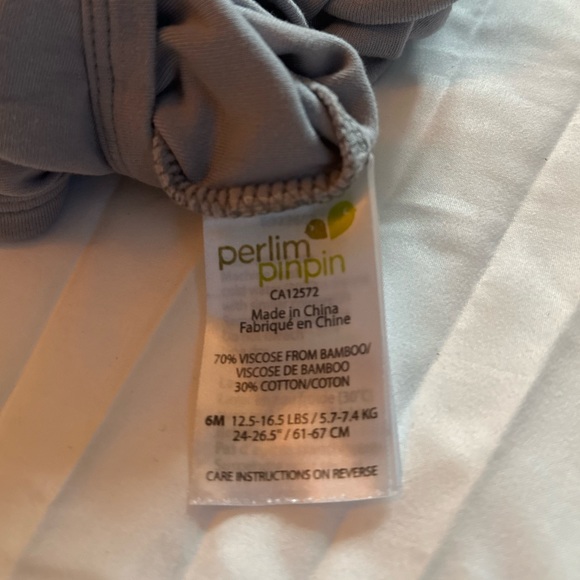 perlim
pinpin
CA12572
Made in China
Fabriqué en Chine
70% VISCOSE FROM BAMBOO/
VISCOSE DE BAMBOO
30% COTTON/COTON
6M 12.5-16.5 LBS / 5.7-7.4 KG
24-26.5" / 61-67 CM
CARE INSTRUCTIONS ON REVERSE